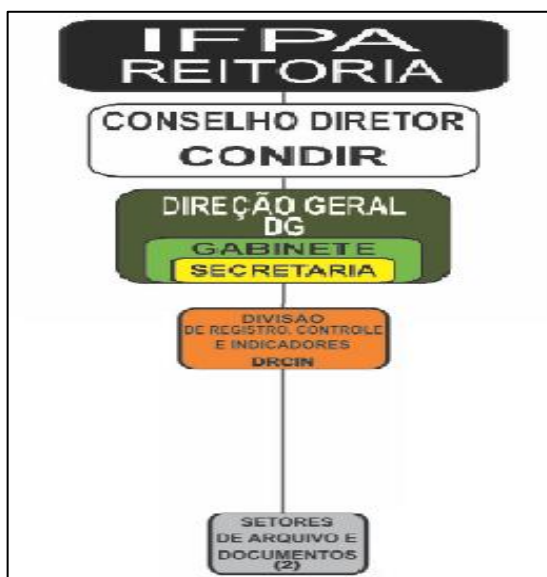 IFPA
REITORIA
CONSELHO DIRETOR
CONDIR
DIREÇÃO GERAL
DG
GABINETE
SECRETARIA
DIVISAO
DE REGISTRO, CONTROLE
E INDICADORES
DRCIN
SETORES
DE ARQUIVO E
DOCUMENTOS
(2)